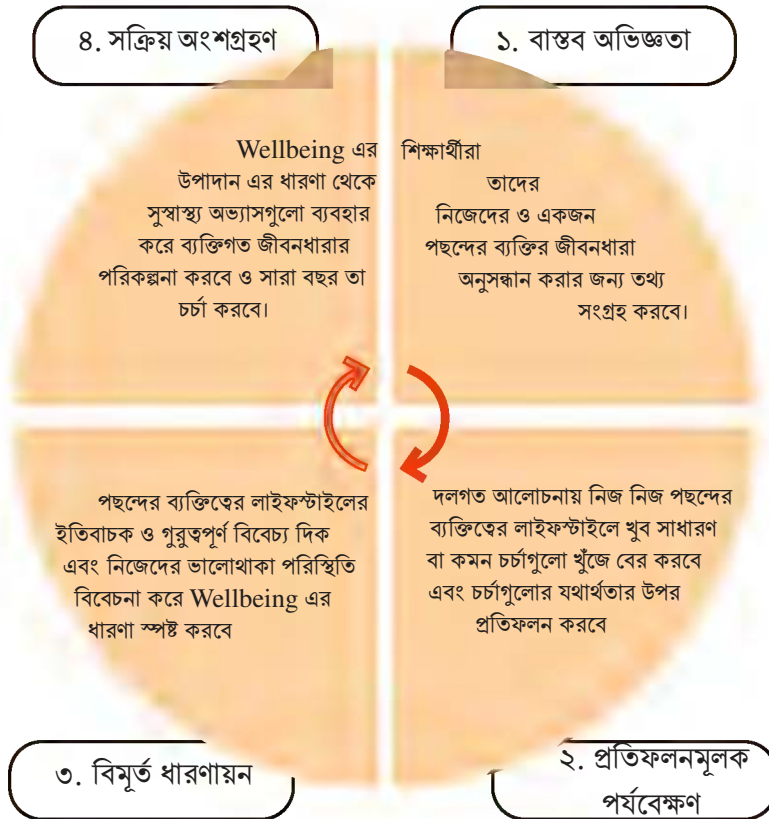 ৪. সক্রিয় অংশগ্রহণ
১. বাস্তব অভিজ্ঞতা
Wellbeing এর
উপাদান এর ধারণা থেকে
সুস্বাস্থ্য অভ্যাসগুলো ব্যবহার
করে ব্যক্তিগত জীবনধারার
পরিকল্পনা করবে ও সারা বছর তা
চর্চা করবে।
শিক্ষার্থীরা
তাদের
নিজেদের ও একজন
পছন্দের ব্যক্তির জীবনধারা
অনুসন্ধান করার জন্য তথ্য
সংগ্রহ করবে।
পছন্দের ব্যক্তিত্বের লাইফস্টাইলের
ইতিবাচক ও গুরুত্বপূর্ণ বিবেচ্য দিক
এবং নিজেদের ভালোথাকা পরিস্থিতি
বিবেচনা করে Wellbeing এর
ধারণা স্পষ্ট করবে
দলগত আলোচনায় নিজ নিজ পছন্দের
ব্যক্তিত্বের লাইফস্টাইলে খুব সাধারণ
বা কমন চর্চাগুলো খুঁজে বের করবে
এবং চর্চাগুলোর যথার্থতার উপর
প্রতিফলন করবে
৩. বিমূর্ত ধারণায়ন
২. প্রতিফলনমূলক
পর্যবেক্ষণ